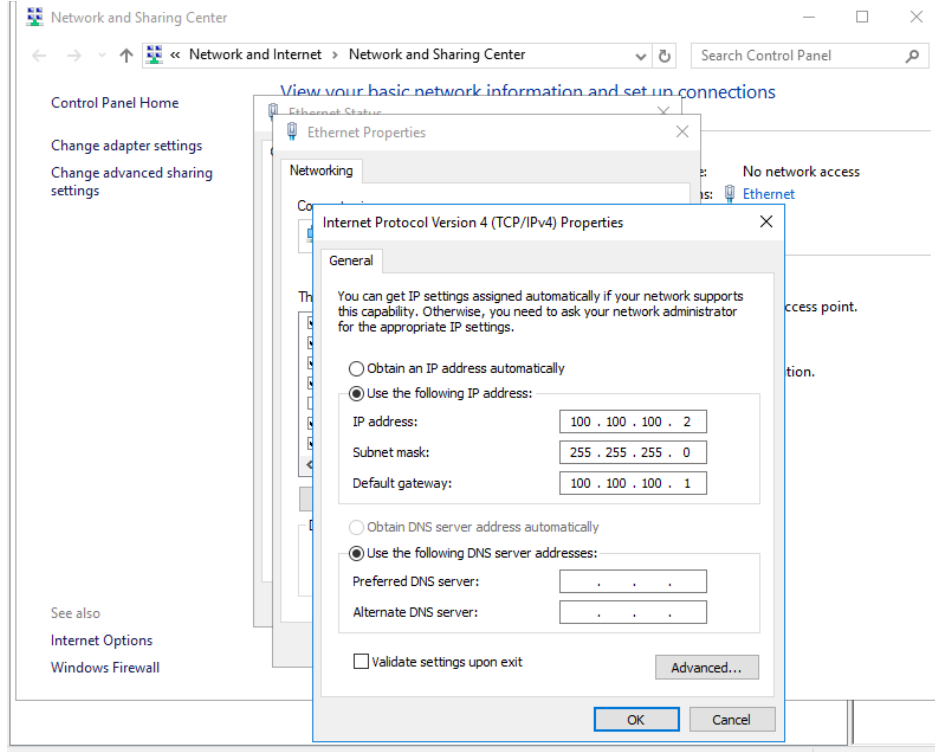 Network and Sharing Center
« Network and Internet > Network and Sharing Center
Search Control Panel
Control Panel Home
Change adapter settings
Change advanced sharing
settings
See also
Internet Options
Windows Firewall
View your basic network information and set up connections
No network access
Ethernet
ccess point.
tion.
Ethernet Status
Ethernet Properties
Networking
Internet Protocol Version 4 (TCP/IPv4) Properties
General
You can get IP settings assigned automatically if your network supports
this capability. Otherwise, you need to ask your network administrator
for the appropriate IP settings.
Obtain an IP address automatically
Use the following IP address:
IP address: 100 . 100 . 100 . 2
Subnet mask: 255 . 255 . 255 . 0
Default gateway: 100 . 100 . 100 . 1
Obtain DNS server address automatically
Use the following DNS server addresses:
Preferred DNS server: . . .
Alternate DNS server: . . .
Validate settings upon exit
Advanced...
OK
Cancel